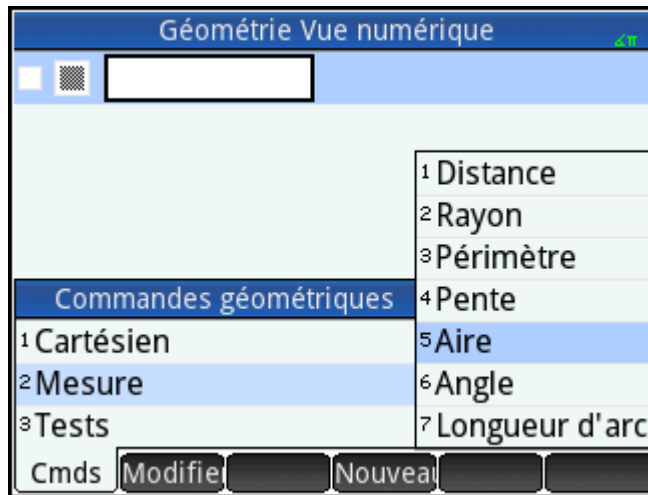 Géométrie Vue numérique
∡π
1 Distance
2 Rayon
3 Périmètre
Commandes géométriques
4 Pente
1 Cartésien
5 Aire
2 Mesure
6 Angle
3 Tests
7 Longueur d'arc
Cmds Modifie Nouveau